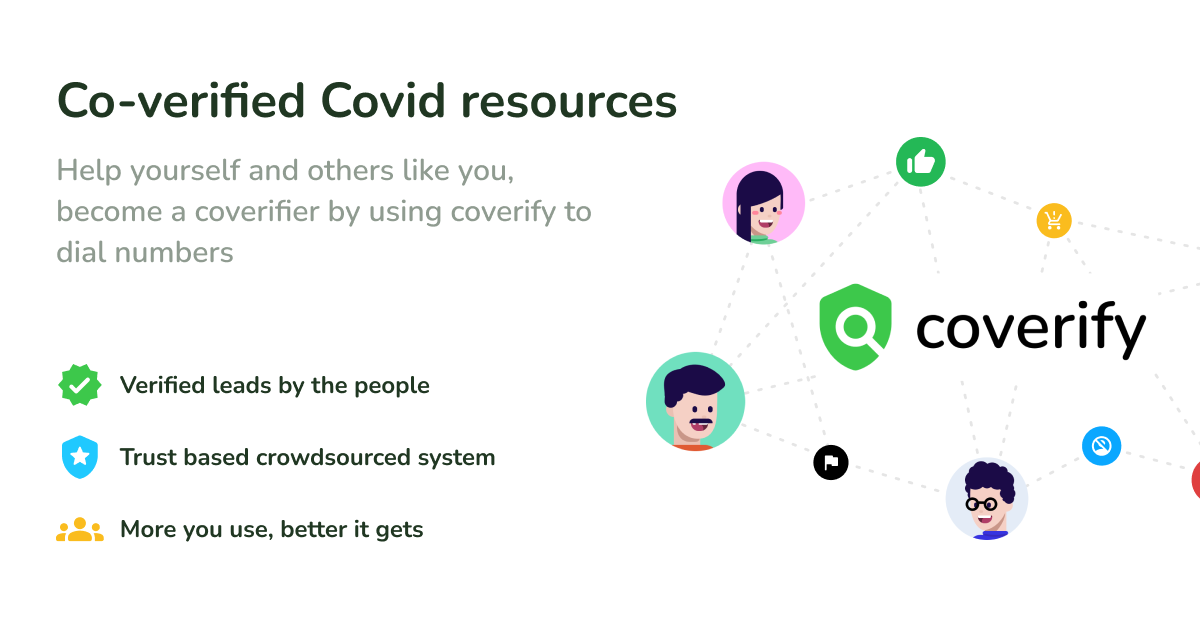 Co-verified Covid resources
Help yourself and others like you,
become a coverifier by using coverify to
dial numbers
coverify
Verified leads by the people
Trust based crowdsourced system
More you use, better it gets